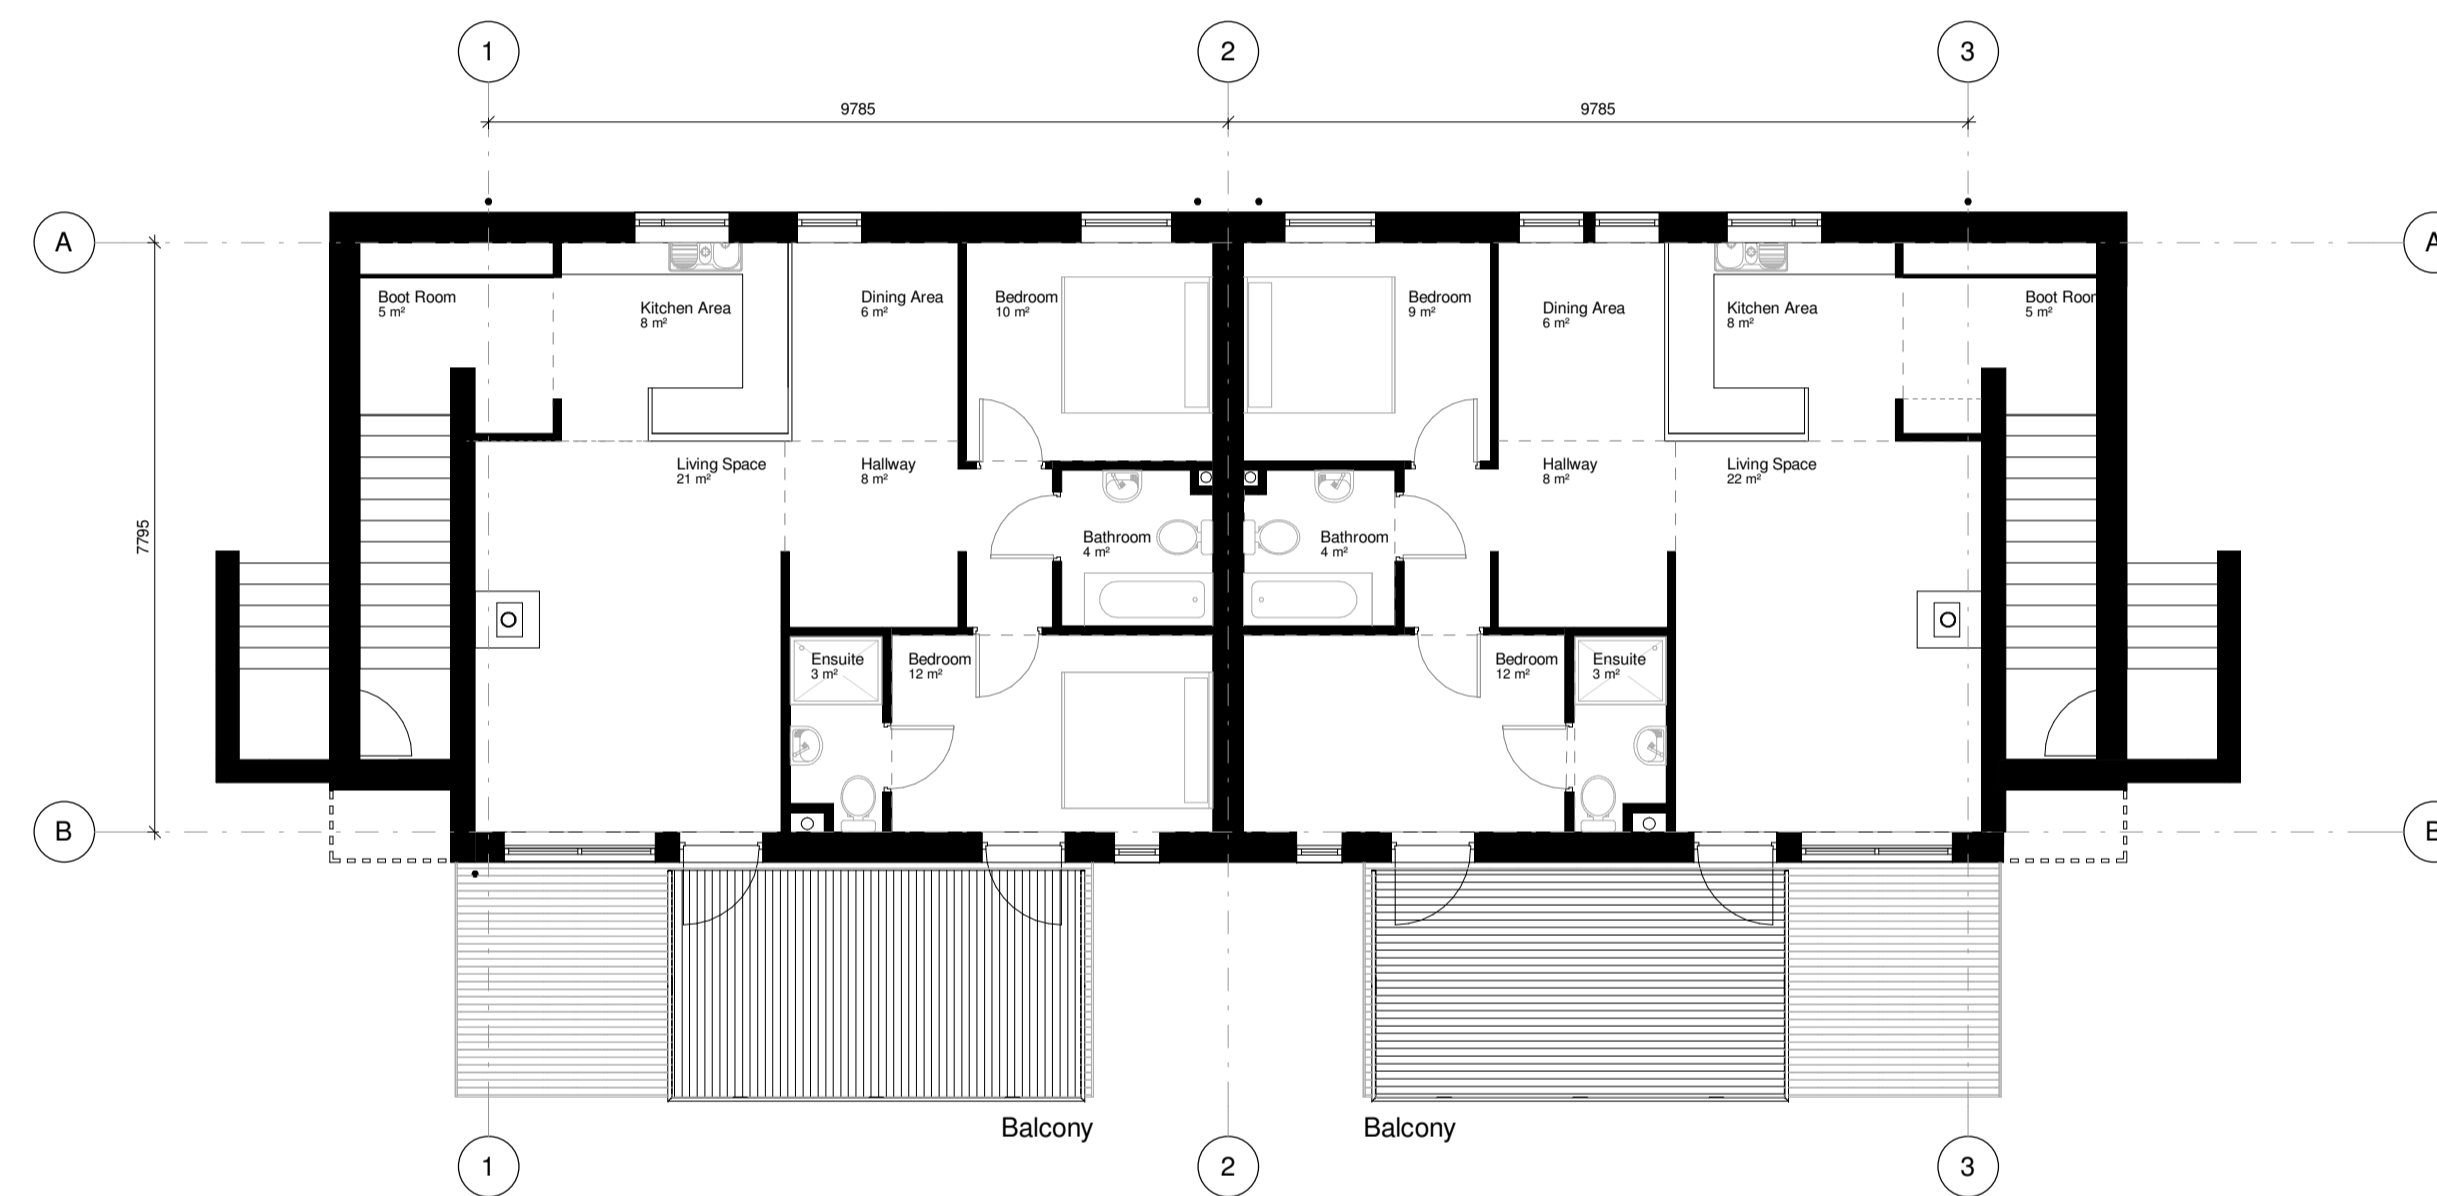 1
2
3
9785
9785
A
A
Boot Room
5 m²
Kitchen Area
8 m²
Dining Area
6 m²
Bedroom
10 m²
Bedroom
9 m²
Dining Area
6 m²
Kitchen Area
8 m²
Boot Roor
5 m²
Living Space
21 m²
Hallway
8 m²
Hallway
8 m²
Living Space
22 m²
7795
Bathroom
4 m²
Bathroom
4 m²
Ensuite
3 m²
Bedroom
12 m²
Bedroom
12 m²
Ensuite
3 m²
B
B
Balcony
Balcony
1
2
3